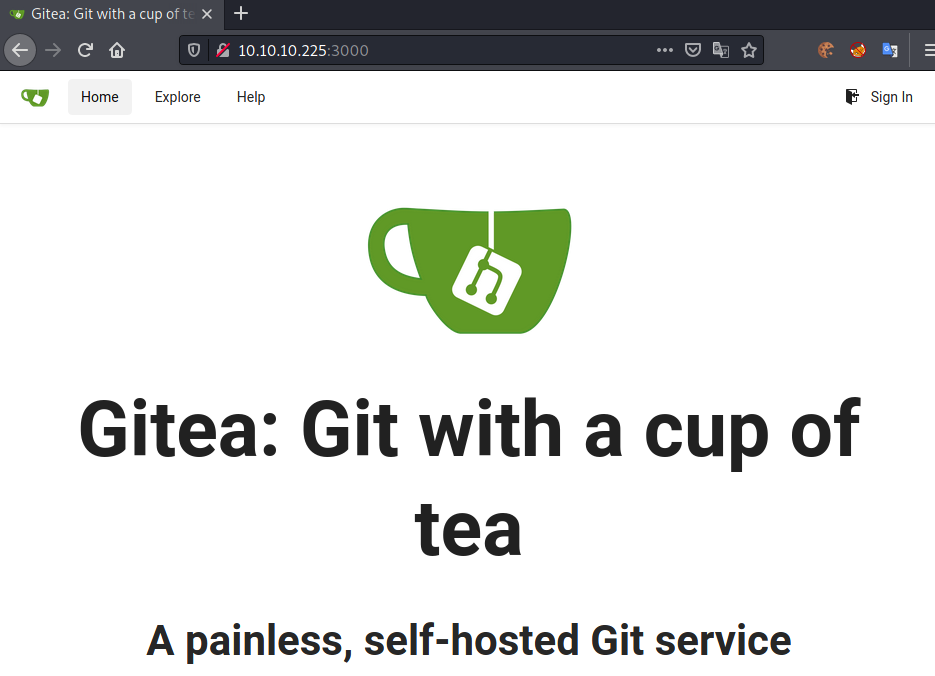 Gitea: Git with a cup of te
10.10.10.225:3000
Home Explore Help Sign In
Gitea: Git with a cup of
tea
A painless, self-hosted Git service